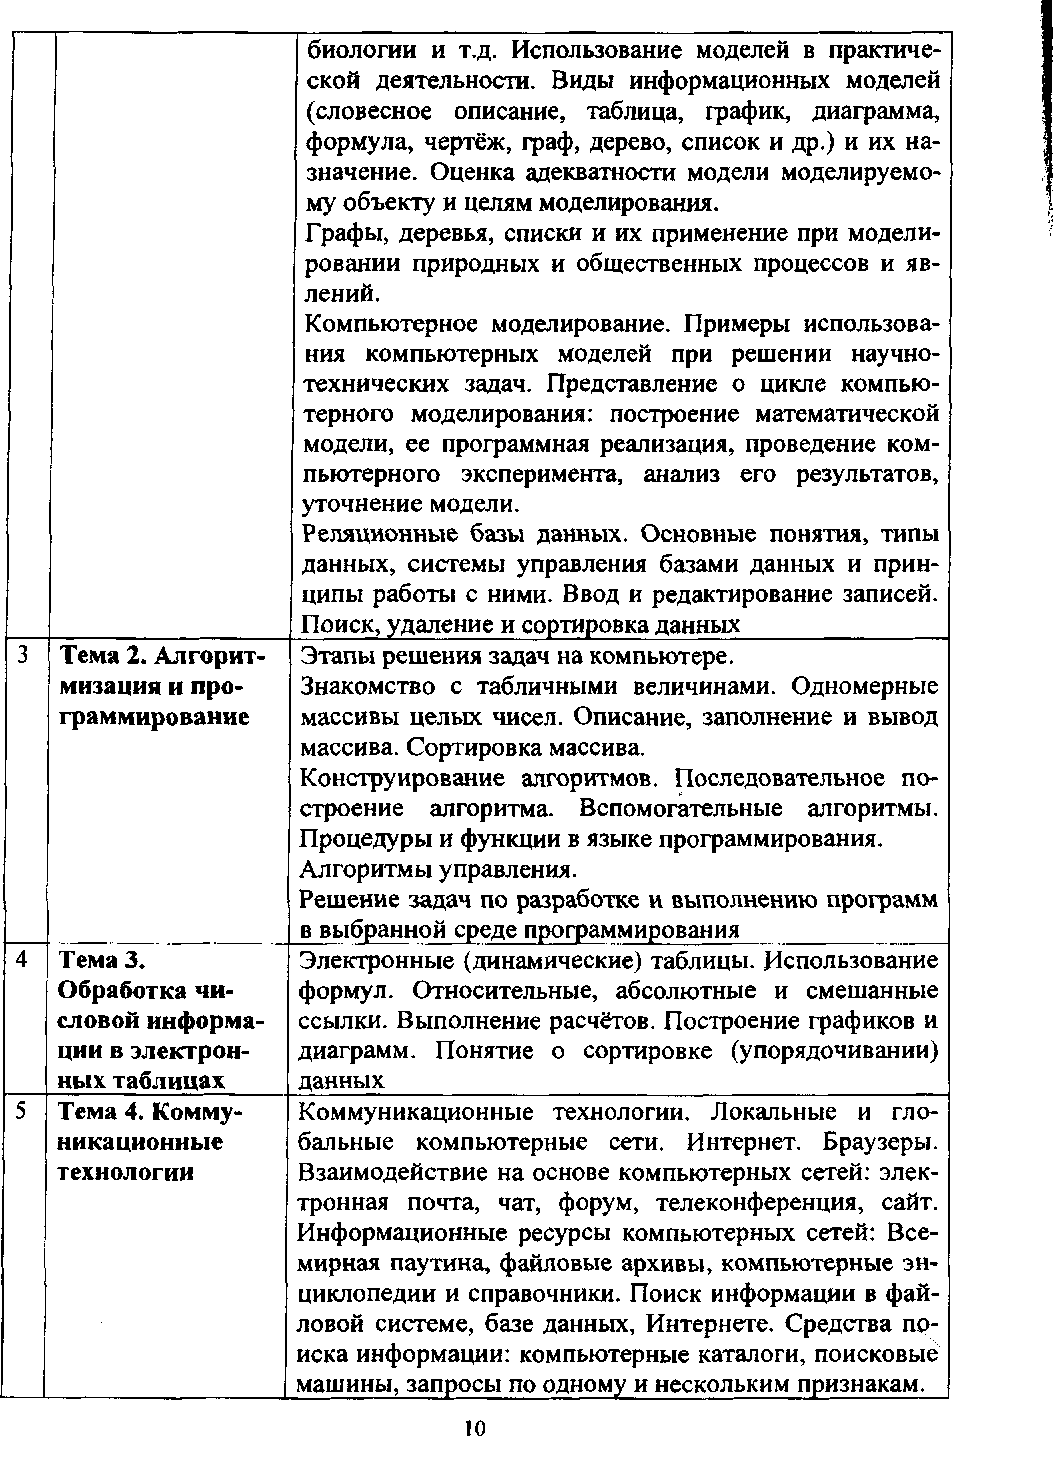 биологии и т.д. Использование моделей в практиче-
ской деятельности. Виды информационных моделей
(словесное описание, таблица, график, диаграмма,
формула, чертёж, граф, дерево, список и др.) и их на-
значение. Оценка адекватности модели моделируемо-
му объекту и целям моделирования.
Графы, деревья, списки и их применение при модели-
ровании природных и общественных процессов и яв-
лений.
Компьютерное моделирование. Примеры использова-
ния компьютерных моделей при решении научно-
технических задач. Представление о цикле компью-
терного моделирования: построение математической
модели, ее программная реализация, проведение ком-
пьютерного эксперимента, анализ его результатов,
уточнение модели.
Реляционные базы данных. Основные понятия, типы
данных, системы управления базами данных и прин-
ципы работы с ними. Ввод и редактирование записей.
Поиск, удаление и сортировка данных
3
Тема 2. Алгорит-
мизация и про-
граммирование
Этапы решения задач на компьютере.
Знакомство с табличными величинами. Одномерные
массивы целых чисел. Описание, заполнение и вывод
массива. Сортировка массива.
Конструирование алгоритмов. Последовательное по-
строение алгоритма. Вспомогательные алгоритмы.
Процедуры и функции в языке программирования.
Алгоритмы управления.
Решение задач по разработке и выполнению программ
в выбранной среде программирования
4
Тема 3.
Обработка чи-
словой информа-
ции в электрон-
ных таблицах
Электронные (динамические) таблицы. Использование
формул. Относительные, абсолютные и смешанные
ссылки. Выполнение расчётов. Построение графиков и
диаграмм. Понятие о сортировке (упорядочивании)
данных
5
Тема 4. Комму-
никационные
технологии
Коммуникационные технологии. Локальные и гло-
бальные компьютерные сети. Интернет. Браузеры.
Взаимодействие на основе компьютерных сетей: элек-
тронная почта, чат, форум, телеконференция, сайт.
Информационные ресурсы компьютерных сетей: Все-
мирная паутина, файловые архивы, компьютерные эн-
циклопедии и справочники. Поиск информации в фай-
ловой системе, базе данных, Интернете. Средства по-
иска информации: компьютерные каталоги, поисковые
машины, запросы по одному и нескольким признакам.
10